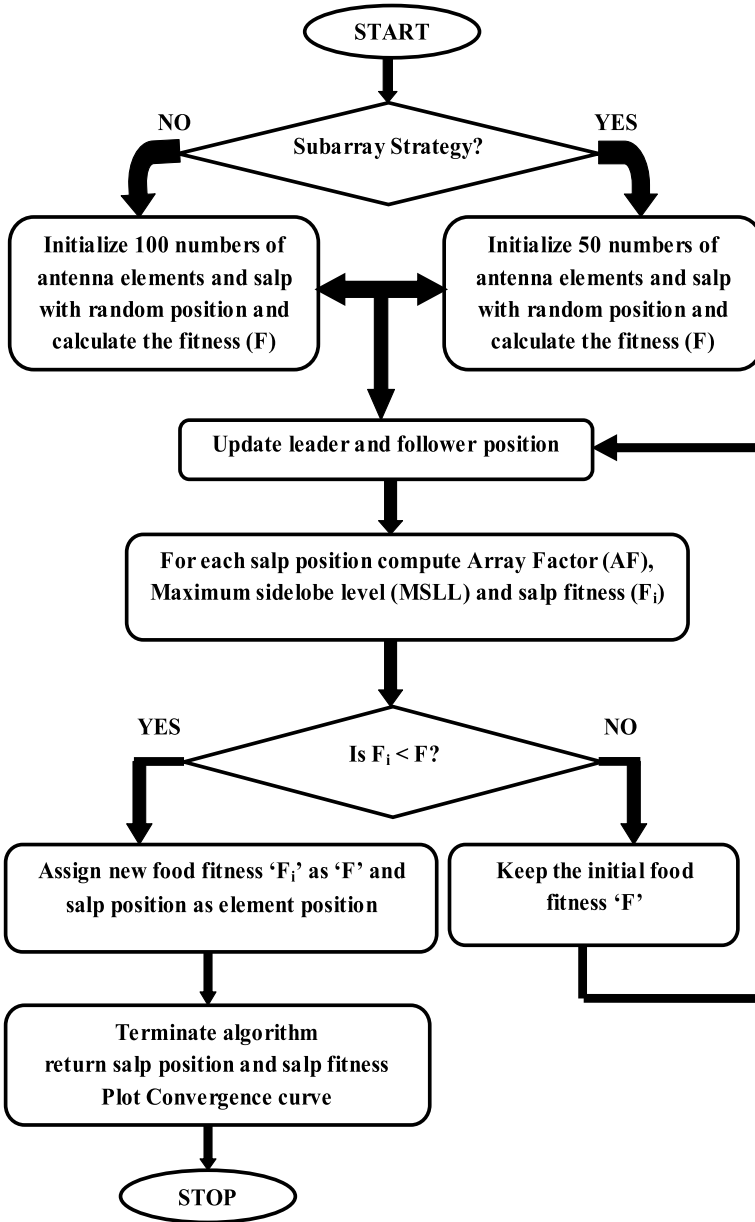 START
NO
YES
Subarray Strategy?
Initialize 100 numbers of
antenna elements and salp
with random position and
calculate the fitness (F)
Initialize 50 numbers of
antenna elements and salp
with random position and
calculate the fitness (F)
Update leader and follower position
For each salp position compute Array Factor (AF),
Maximum sidelobe level (MSLL) and salp fitness (Fᵢ)
YES
NO
Is Fᵢ < F?
Assign new food fitness ‘Fᵢ’ as ‘F’ and
salp position as element position
Keep the initial food
fitness ‘F’
Terminate algorithm
return salp position and salp fitness
Plot Convergence curve
STOP